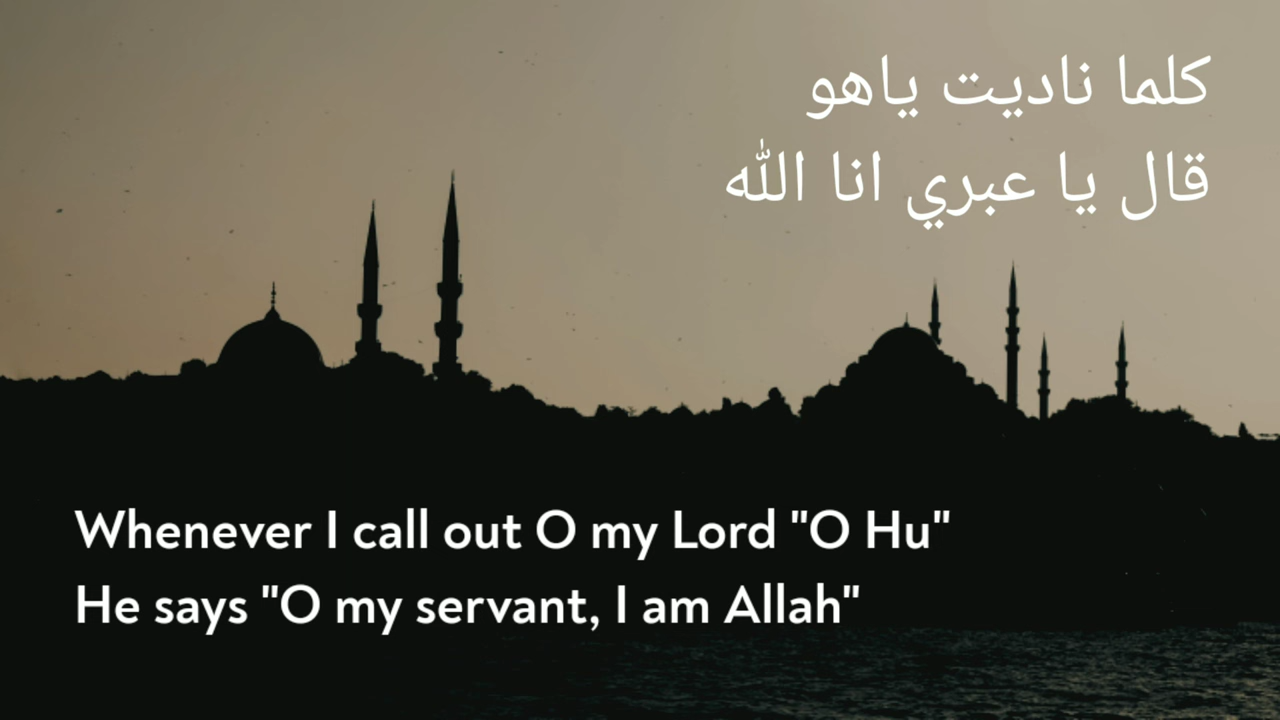 كلما ناديت ياهو
قال يا عبري انا الله
Whenever I call out O my Lord "O Hu"
He says "O my servant, I am Allah"